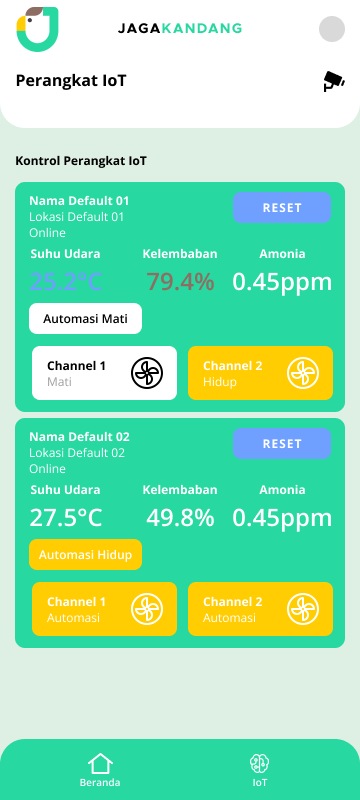 JAGAKANDANG
Perangkat IoT
Kontrol Perangkat IoT
Nama Default 01
Lokasi Default 01
Online
RESET
Suhu Udara Kelembaban Amonia
25.2°C 79.4% 0.45ppm
Automasi Mati
Channel 1
Mati
Channel 2
Hidup
Nama Default 02
Lokasi Default 02
Online
RESET
Suhu Udara Kelembaban Amonia
27.5°C 49.8% 0.45ppm
Automasi Hidup
Channel 1
Automasi
Channel 2
Automasi
Beranda IoT